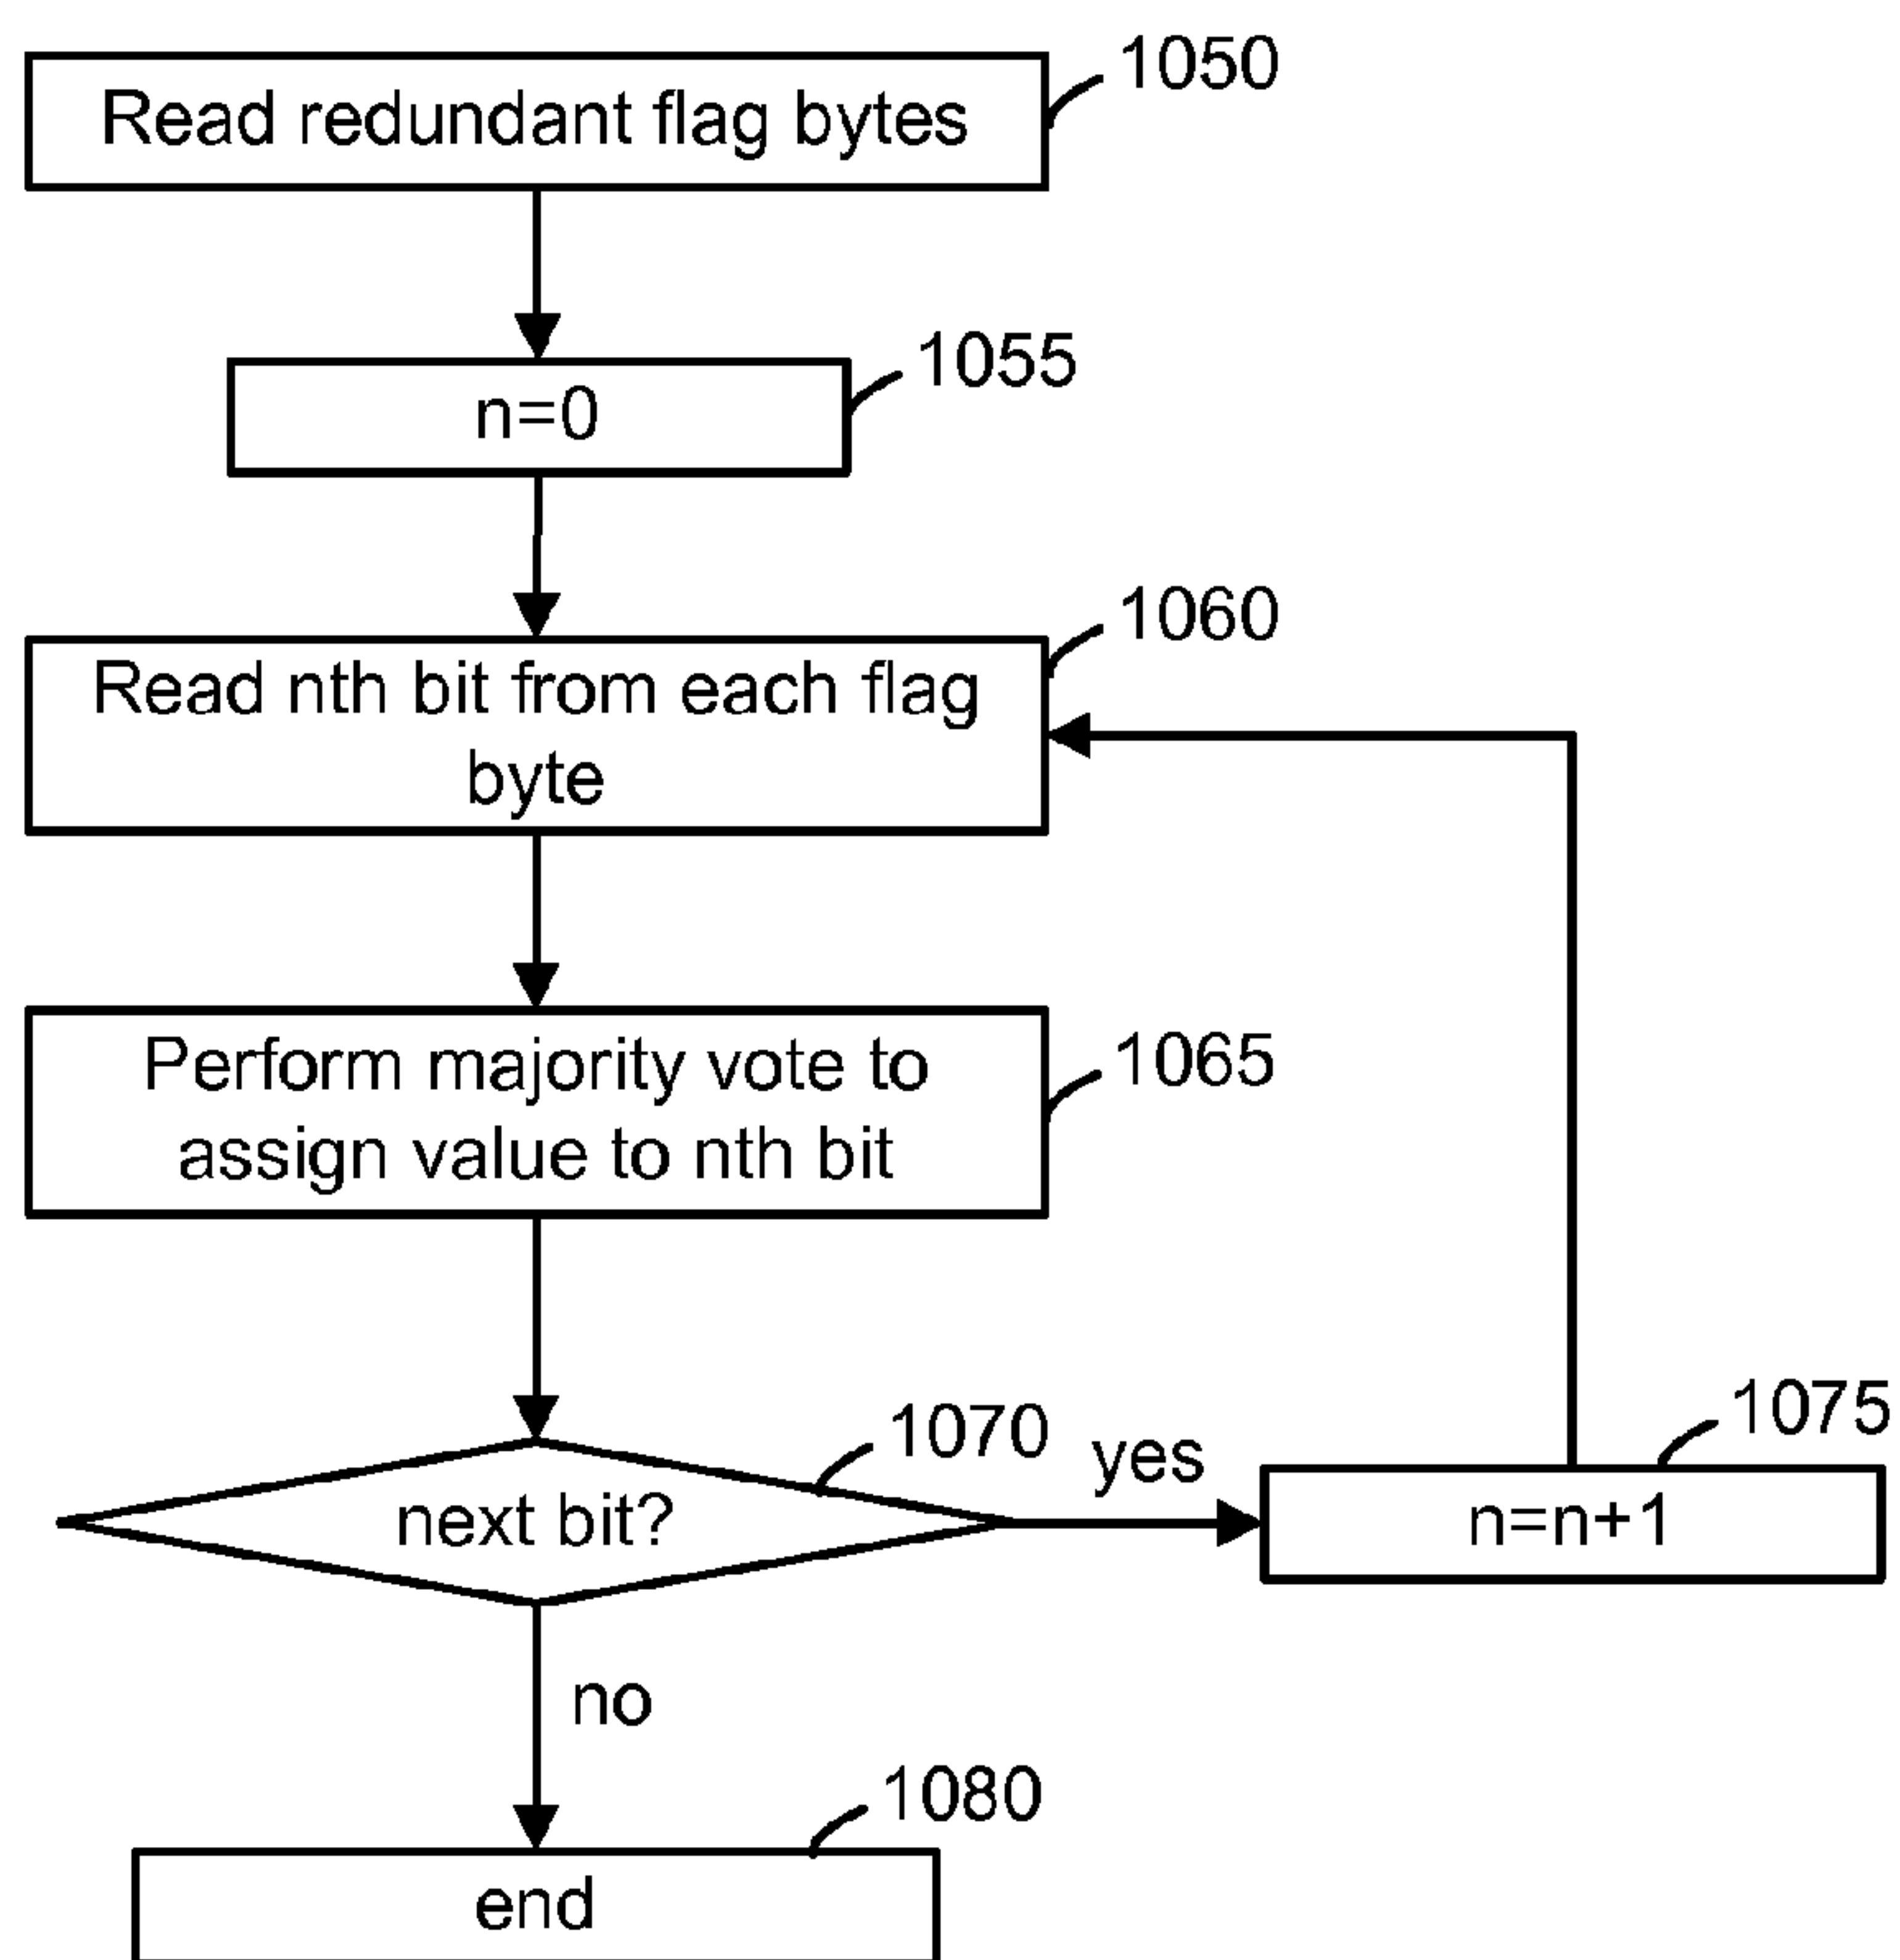 1050
Read redundant flag bytes
1055
n=0
1060
Read nth bit from each flag
byte
1065
Perform majority vote to
assign value to nth bit
1070
next bit?
yes
1075
n=n+1
no
1080
end